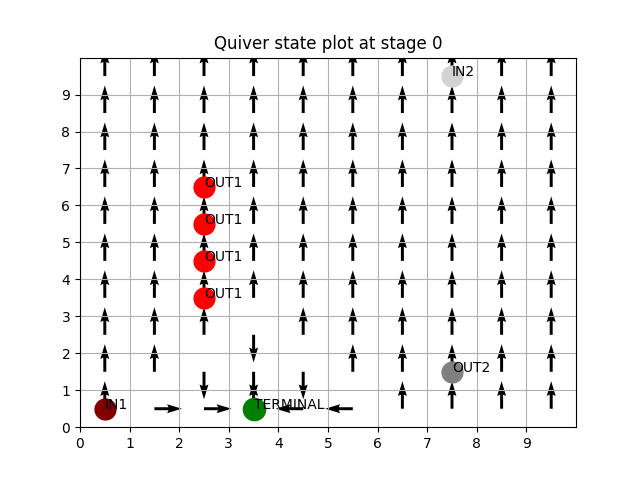 Quiver state plot at stage 0
IN2
9
8
7
OUT1
6
OUT1
5
OUT1
4
OUT1
3
2
OUT2
1
IN1
TERMINAL
0
0 1 2 3 4 5 6 7 8 9